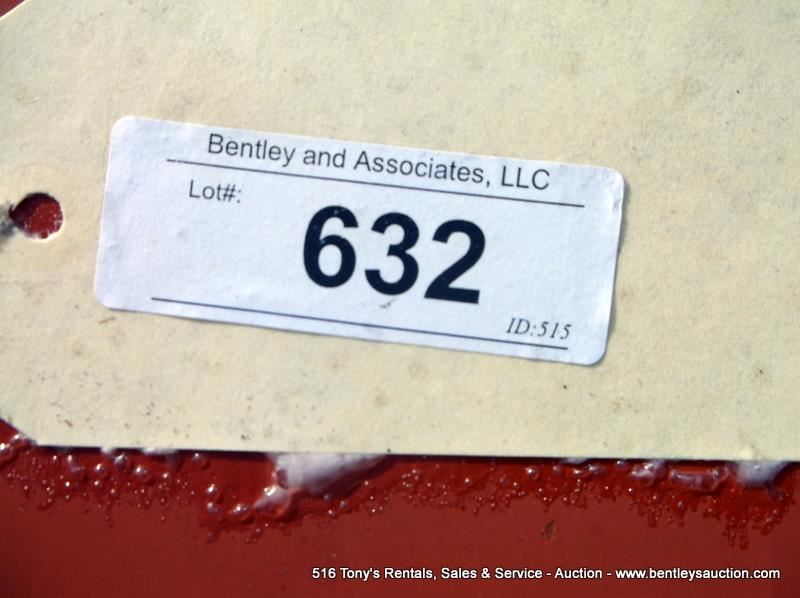 Bentley and Associates, LLC
Lot#:
632
ID:515
516 Tony's Rentals, Sales & Service - Auction - www.bentleysauction.com